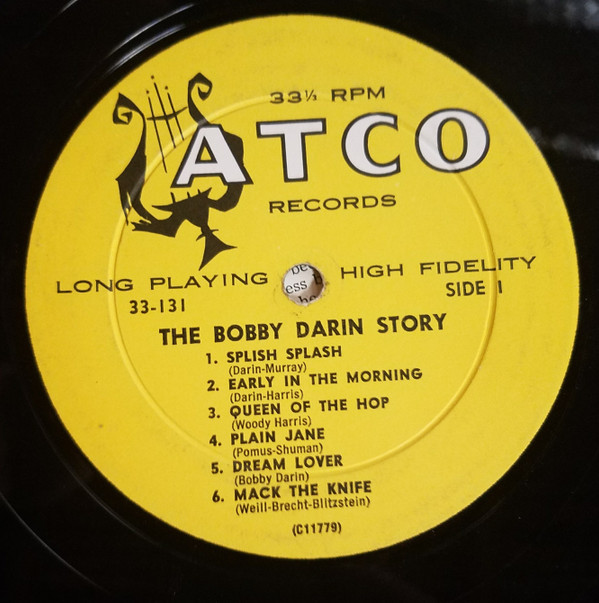 33⅓ RPM
ATCO
RECORDS
LONG PLAYING HIGH FIDELITY
33-131 SIDE 1
THE BOBBY DARIN STORY
1. SPLISH SPLASH
(Darin-Murray)
2. EARLY IN THE MORNING
(Darin-Harris)
3. QUEEN OF THE HOP
(Woody Harris)
4. PLAIN JANE
(Pomus-Shuman)
5. DREAM LOVER
(Bobby Darin)
6. MACK THE KNIFE
(Weill-Brecht-Blitzstein)
(C11779)